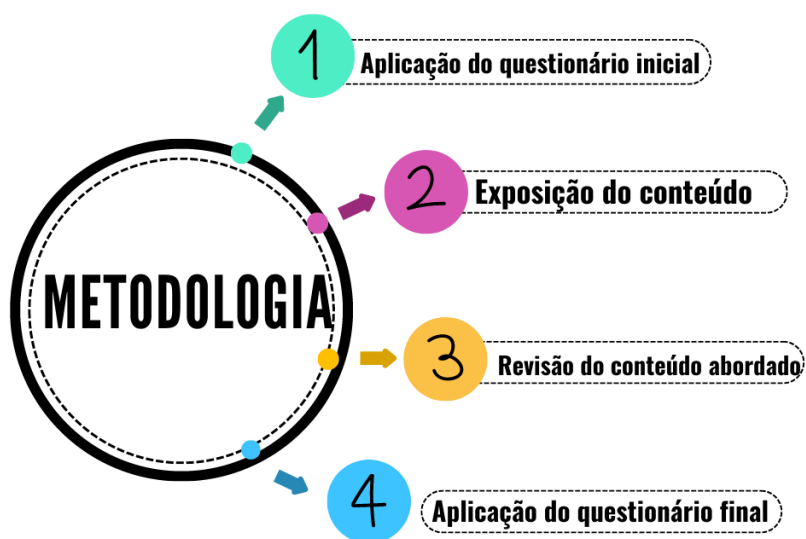 METODOLOGIA
1
Aplicação do questionário inicial
2
Exposição do conteúdo
3
Revisão do conteúdo abordado
4
Aplicação do questionário final